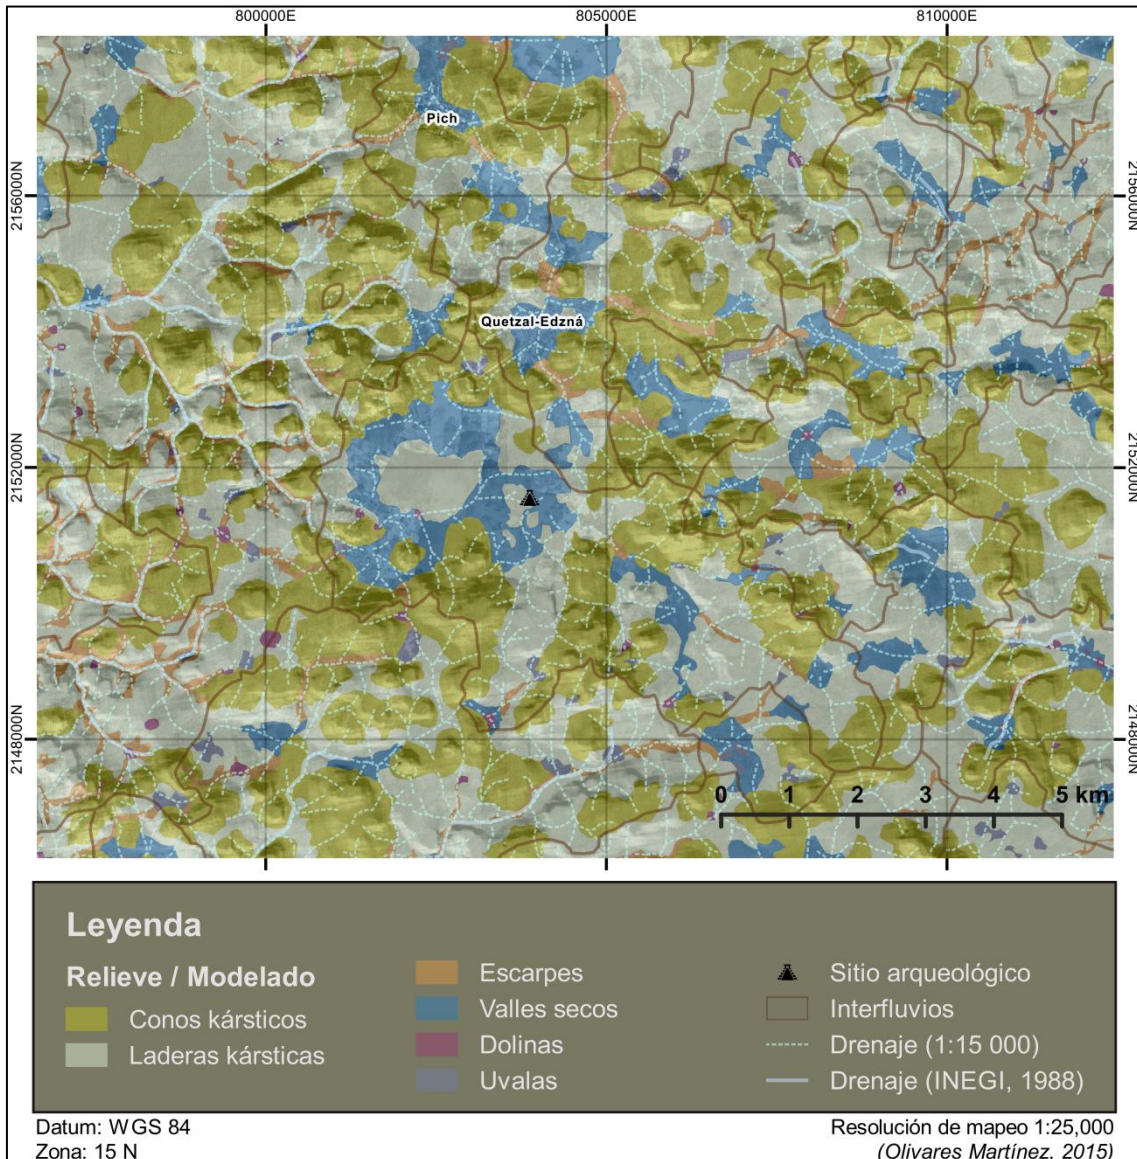 800000E
805000E
810000E
Pich
2156000N
2156000N
Quetzal-Edzná
2152000N
2152000N
2148000N
2148000N
0 1 2 3 4 5 km
Leyenda
Relieve / Modelado
Conos kársticos
Laderas kársticas
Escarpes
Valles secos
Dolinas
Uvalas
Sitio arqueológico
Interfluvios
Drenaje (1:15 000)
Drenaje (INEGI, 1988)
Datum: WGS 84
Zona: 15 N
Resolución de mapeo 1:25,000
(Olivares Martínez, 2015)